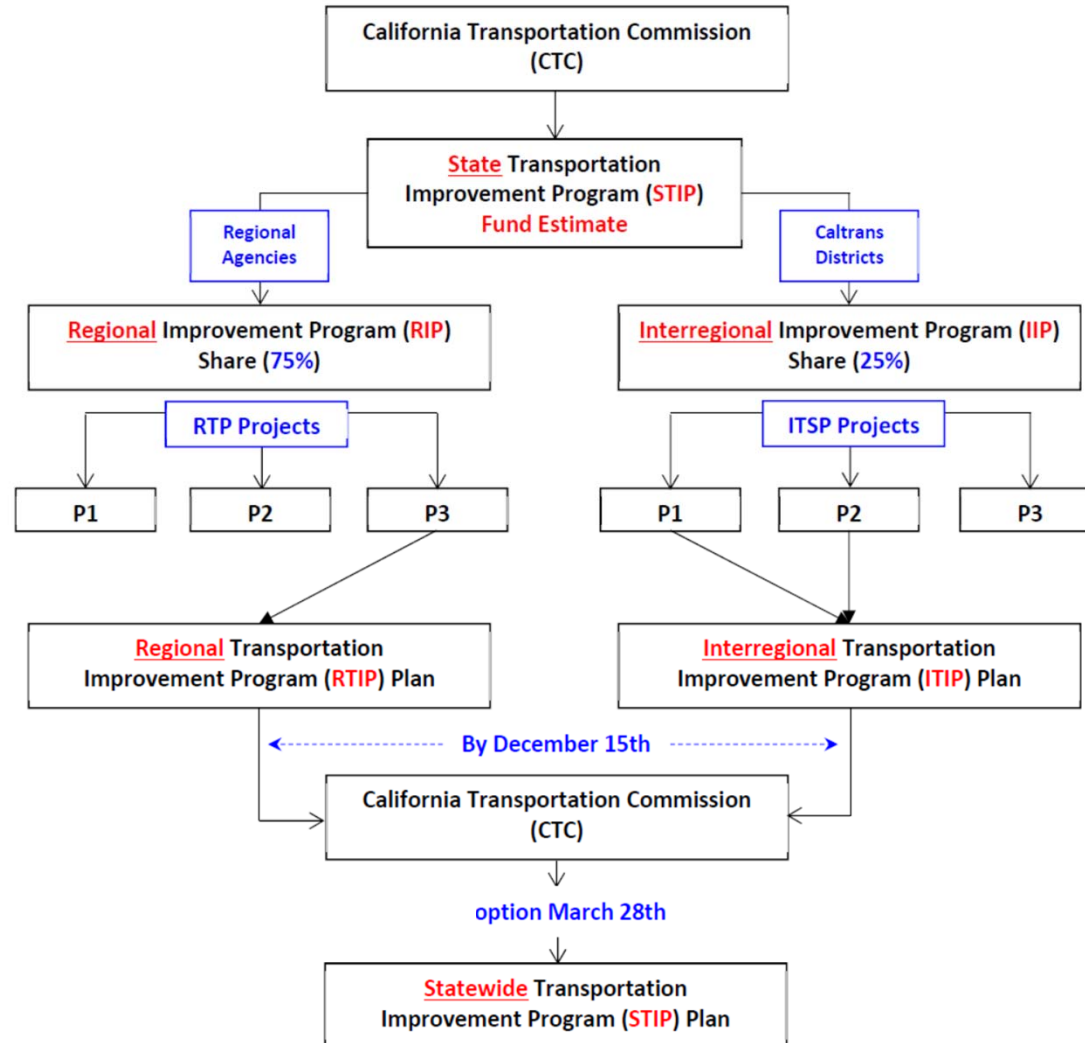 California Transportation Commission
(CTC)
State Transportation
Improvement Program (STIP)
Fund Estimate
Regional
Agencies
Caltrans
Districts
Regional Improvement Program (RIP)
Share (75%)
Interregional Improvement Program (IIP)
Share (25%)
RTP Projects
ITSP Projects
P1
P2
P3
P1
P2
P3
Regional Transportation
Improvement Program (RTIP) Plan
Interregional Transportation
Improvement Program (ITIP) Plan
By December 15th
California Transportation Commission
(CTC)
option March 28th
Statewide Transportation
Improvement Program (STIP) Plan